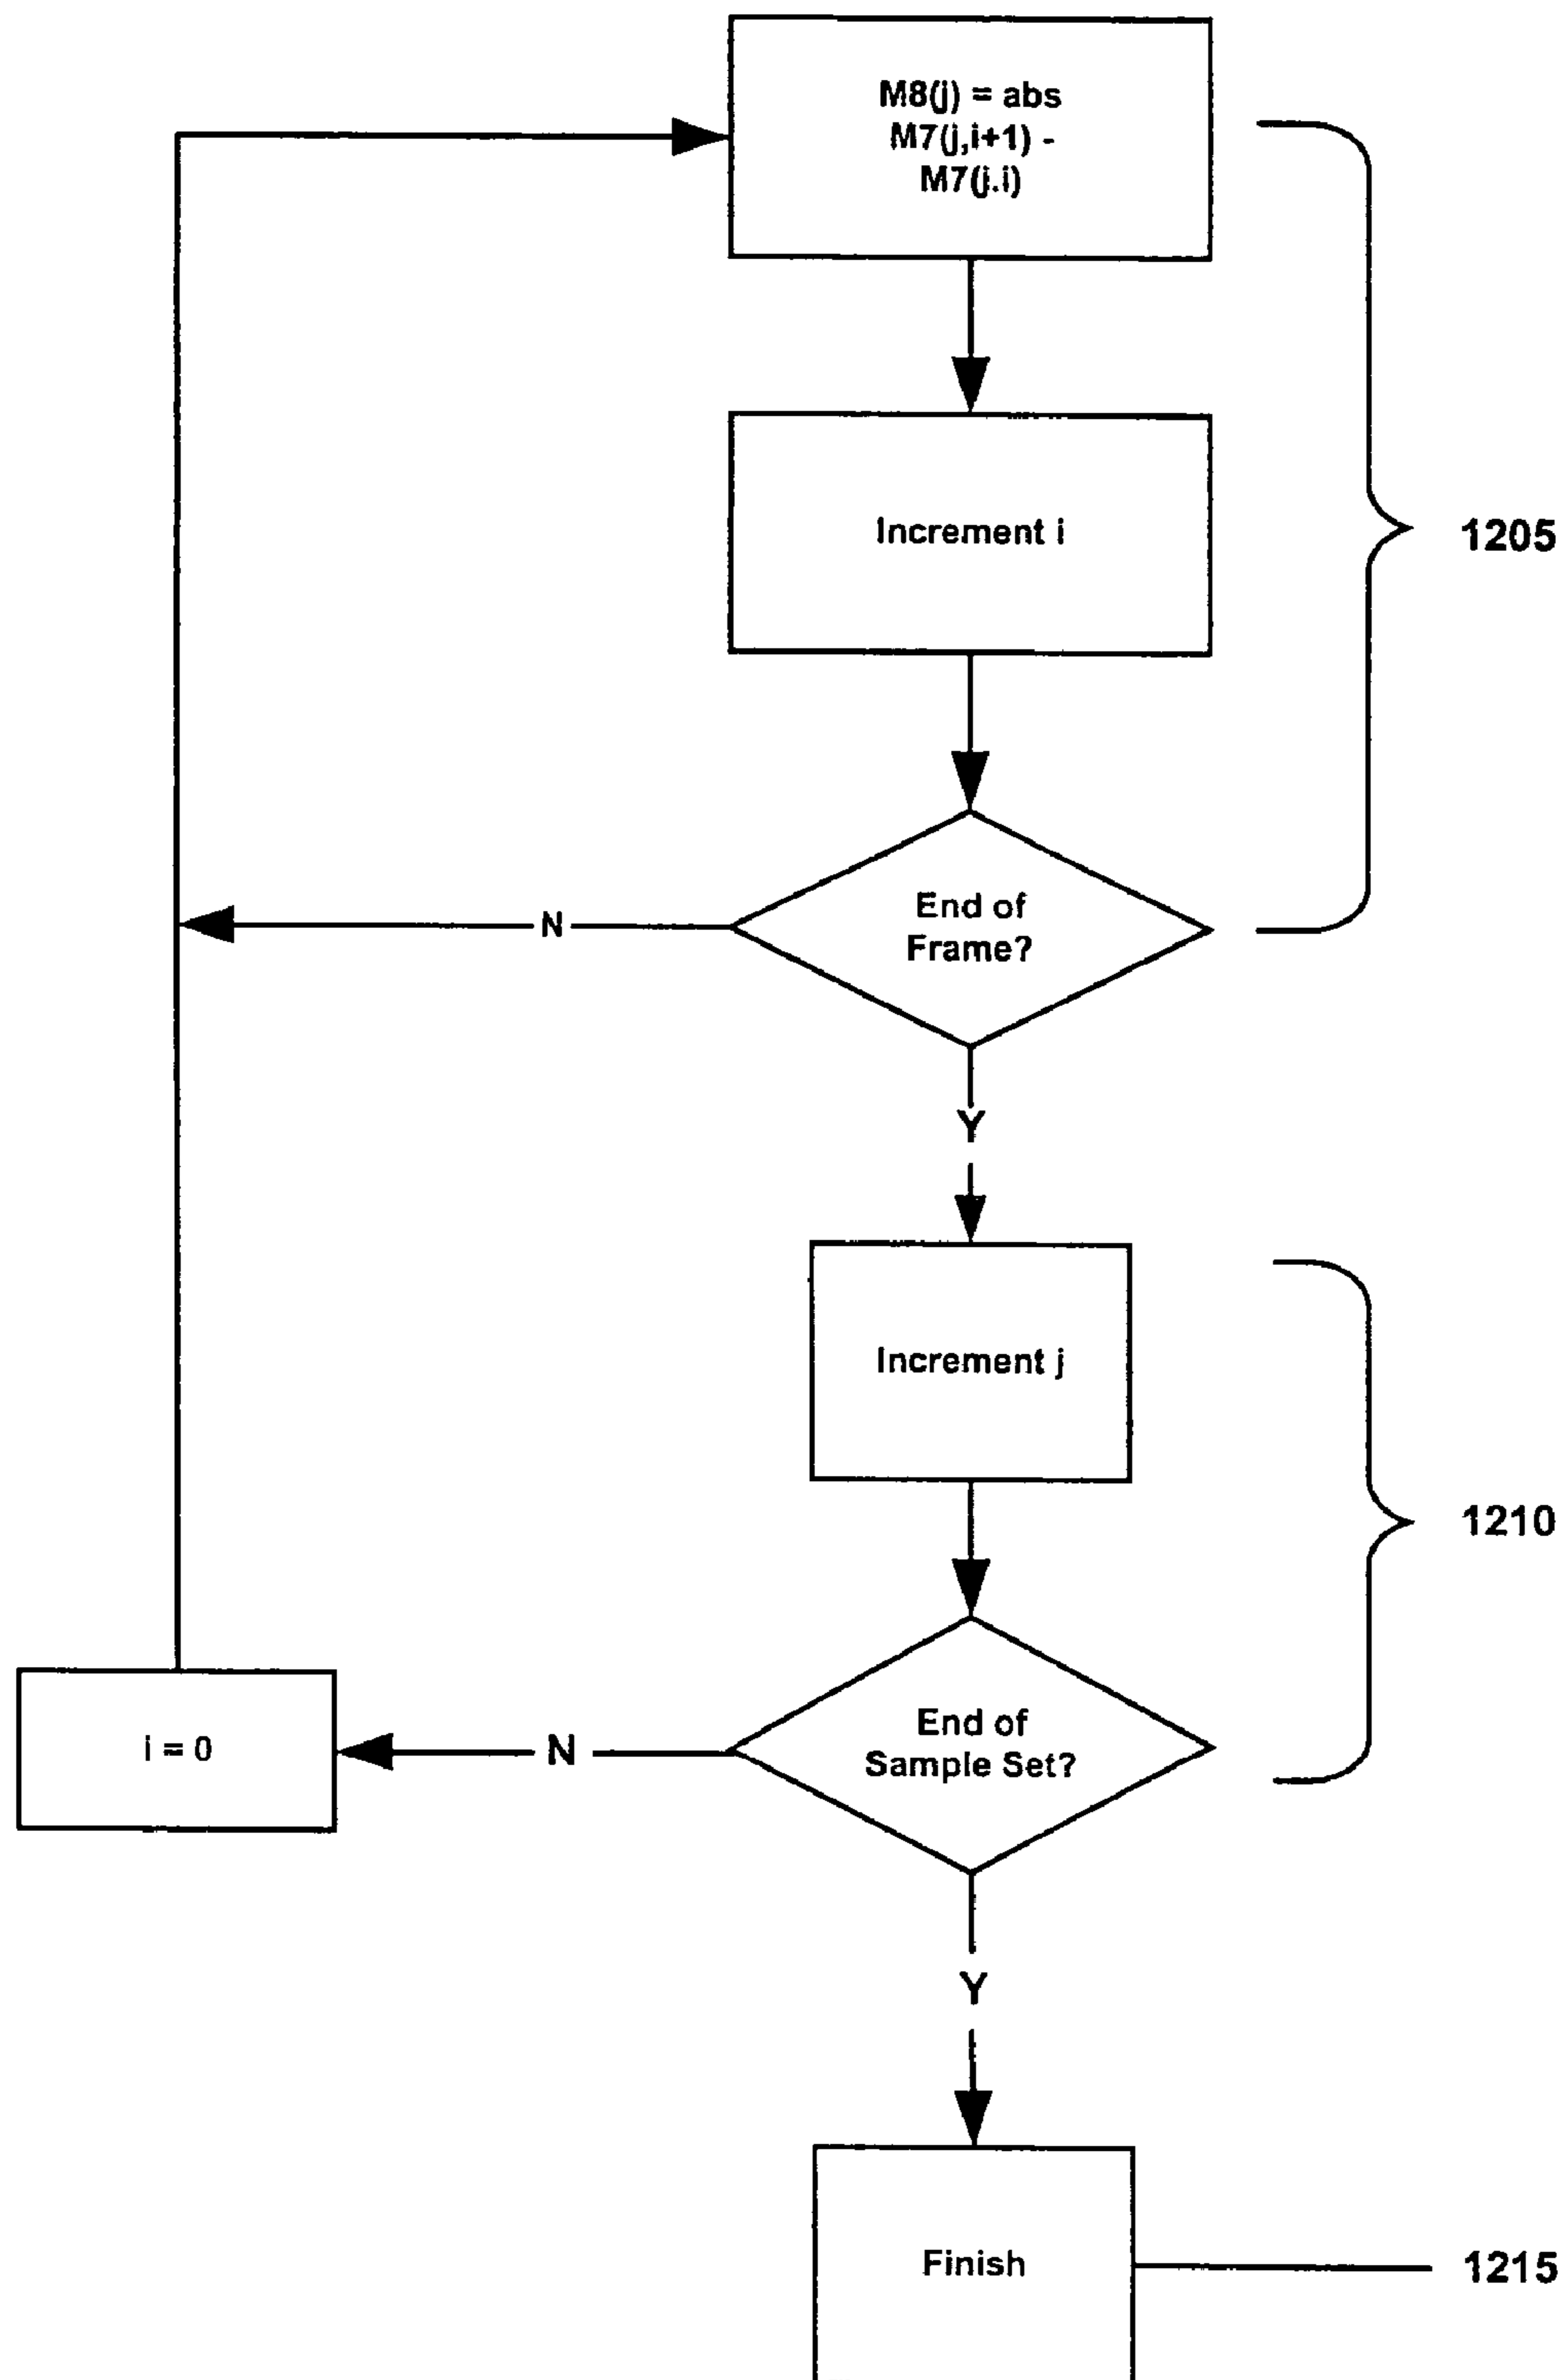 M8(j) = abs
M7(j,i+1) -
M7(j.i)
Increment i
1205
End of
Frame?
N
Y
Increment j
1210
End of
Sample Set?
N
i = 0
Y
Finish
1215